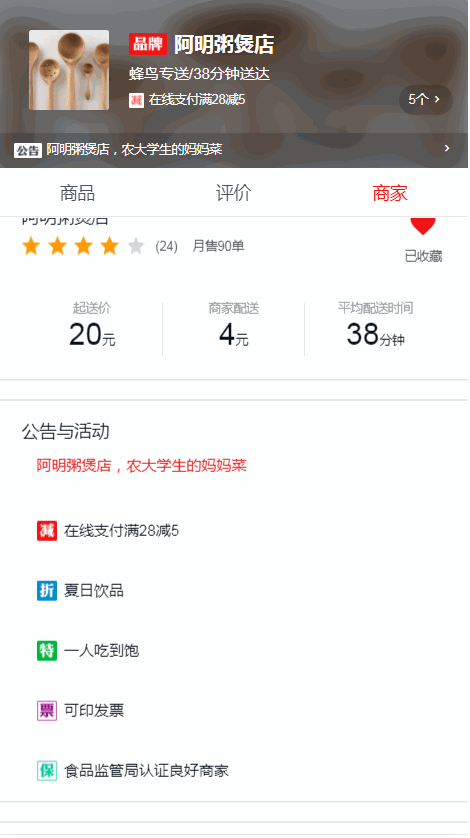 品牌 阿明粥煲店
蜂鸟专送/38分钟送达
减 在线支付满28减5
5个 >
公告 阿明粥煲店，农大学生的妈妈菜 >
商品 评价 商家
阿明粥煲店
(24) 月售90单
已收藏
起送价 商家配送 平均配送时间
20元 4元 38分钟
公告与活动
阿明粥煲店，农大学生的妈妈菜
减 在线支付满28减5
折 夏日饮品
特 一人吃到饱
票 可印发票
保 食品监管局认证良好商家